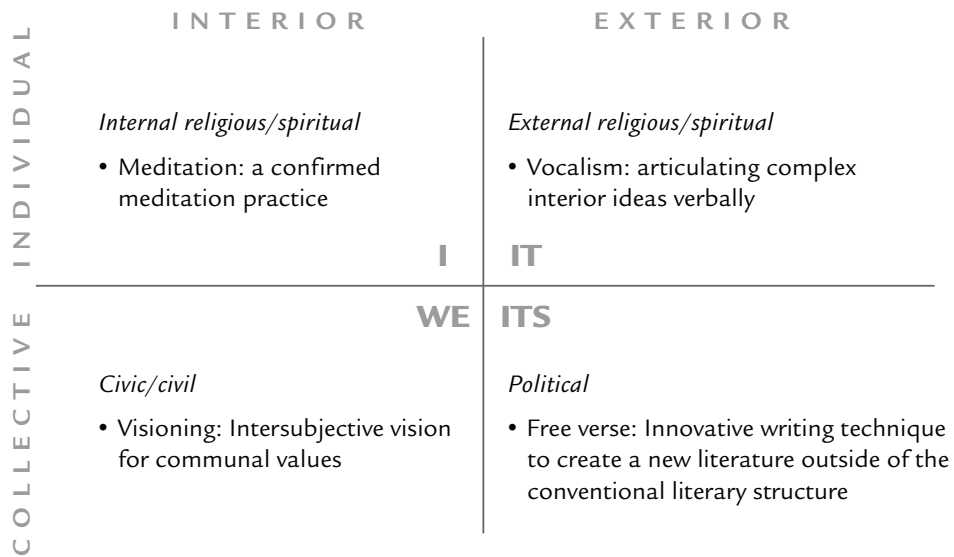 INTERIOR
EXTERIOR
INDIVIDUAL
Internal religious/spiritual
• Meditation: a confirmed
meditation practice
External religious/spiritual
• Vocalism: articulating complex
interior ideas verbally
I
IT
WE
ITS
COLLECTIVE
Civic/civil
• Visioning: Intersubjective vision
for communal values
Political
• Free verse: Innovative writing technique
to create a new literature outside of the
conventional literary structure